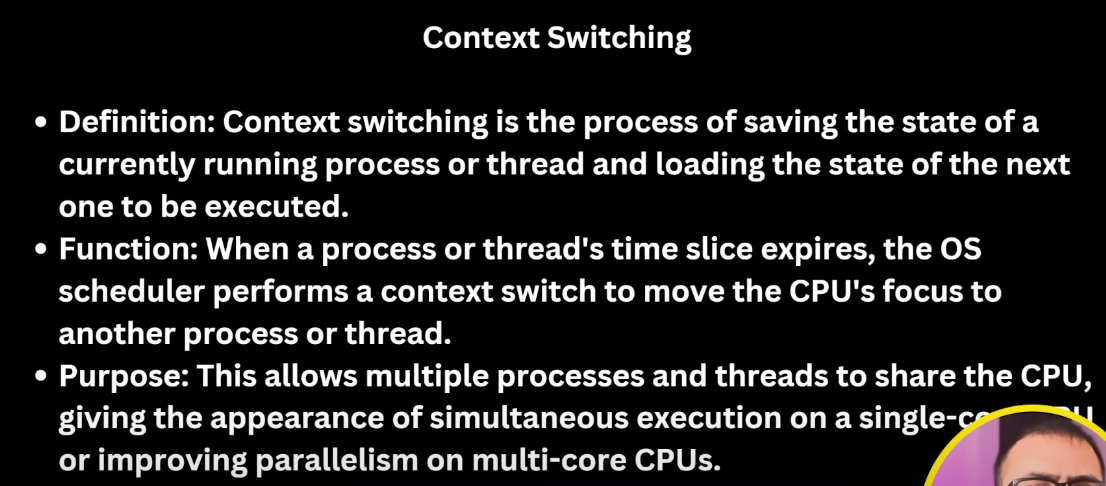 Context Switching
• Definition: Context switching is the process of saving the state of a
currently running process or thread and loading the state of the next
one to be executed.
• Function: When a process or thread's time slice expires, the OS
scheduler performs a context switch to move the CPU's focus to
another process or thread.
• Purpose: This allows multiple processes and threads to share the CPU,
giving the appearance of simultaneous execution on a
or improving parallelism on multi-core CPUs.